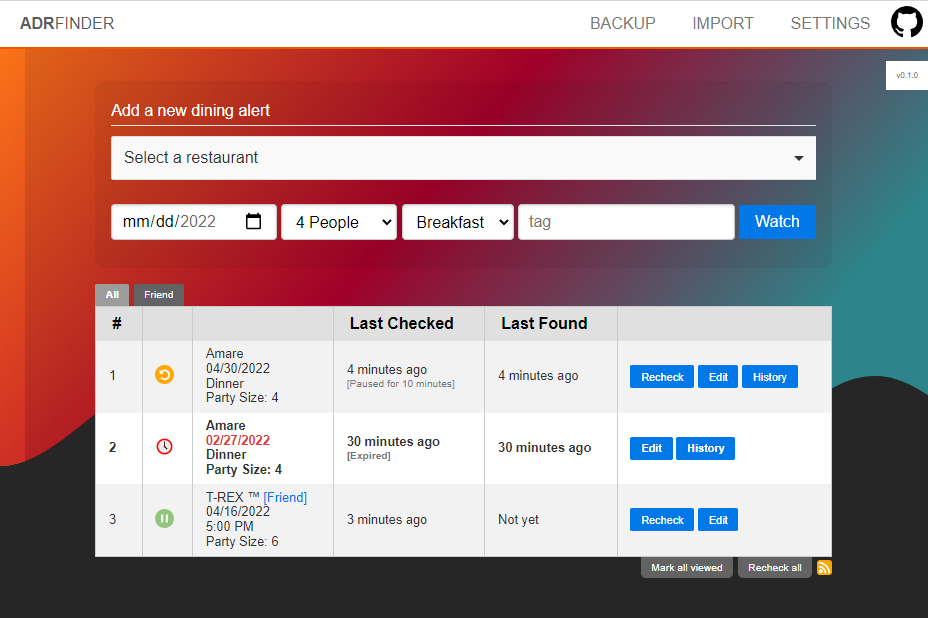 ADRFINDER
BACKUP IMPORT SETTINGS
v0.1.0
Add a new dining alert
Select a restaurant
mm/dd/2022 4 People Breakfast tag Watch
All Friend
# Last Checked Last Found
1
Amare
04/30/2022
Dinner
Party Size: 4
4 minutes ago
[Paused for 10 minutes]
4 minutes ago
Recheck Edit History
2
Amare
02/27/2022
Dinner
Party Size: 4
30 minutes ago
[Expired]
30 minutes ago
Edit History
3
T-REX ™ [Friend]
04/16/2022
5:00 PM
Party Size: 6
3 minutes ago
Not yet
Recheck Edit
Mark all viewed Recheck all